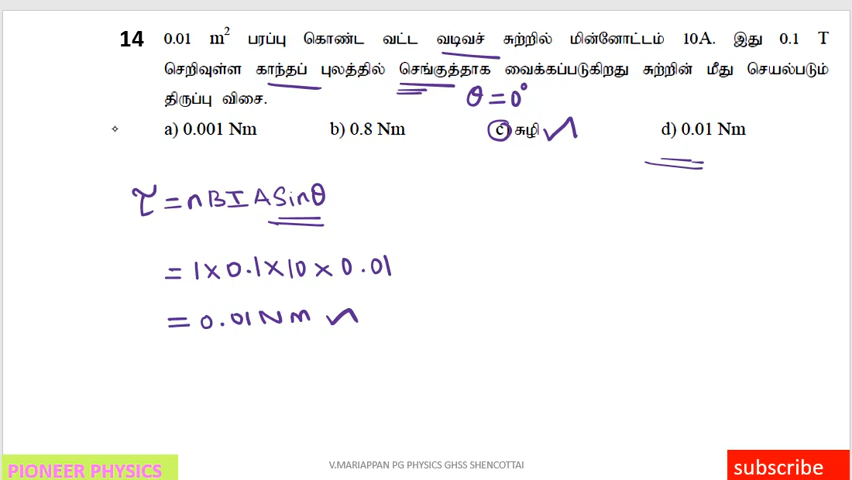 14 0.01 m² பரப்பு கொண்ட வட்ட வடிவச் சுற்றில் மின்னோட்டம் 10A. இது 0.1 T
செறிவுள்ள காந்தப் புலத்தில் செங்குத்தாக வைக்கப்படுகிறது சுற்றின் மீது செயல்படும்
திருப்பு விசை.
θ = 0°
a) 0.001 Nm b) 0.8 Nm c) சுழி d) 0.01 Nm
τ = nBIA Sinθ
= 1 x 0.1 x 10 x 0.01
= 0.01 Nm
PIONEER PHYSICS
V.MARIAPPAN PG PHYSICS GHSS SHENCOTTAI
subscribe